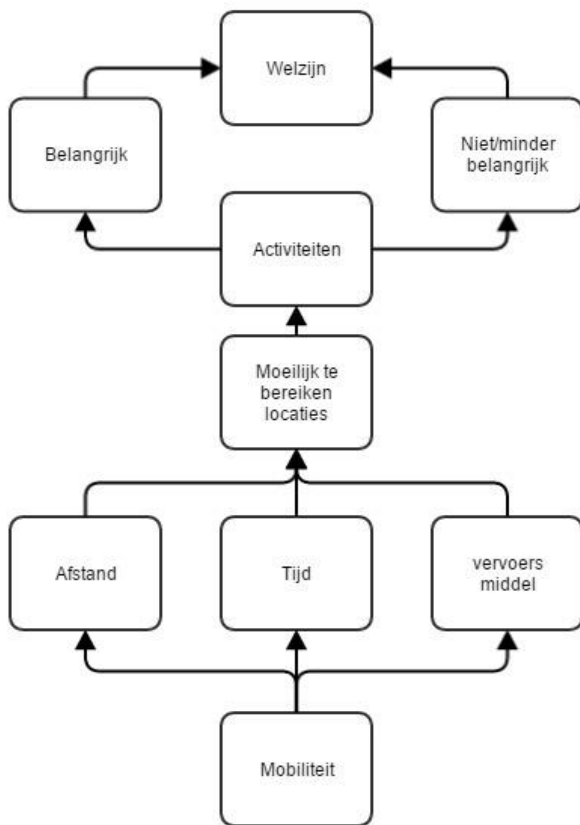 Welzijn
Belangrijk
Niet/minder
belangrijk
Activiteiten
Moeilijk te
bereiken
locaties
Afstand
Tijd
vervoers
middel
Mobiliteit